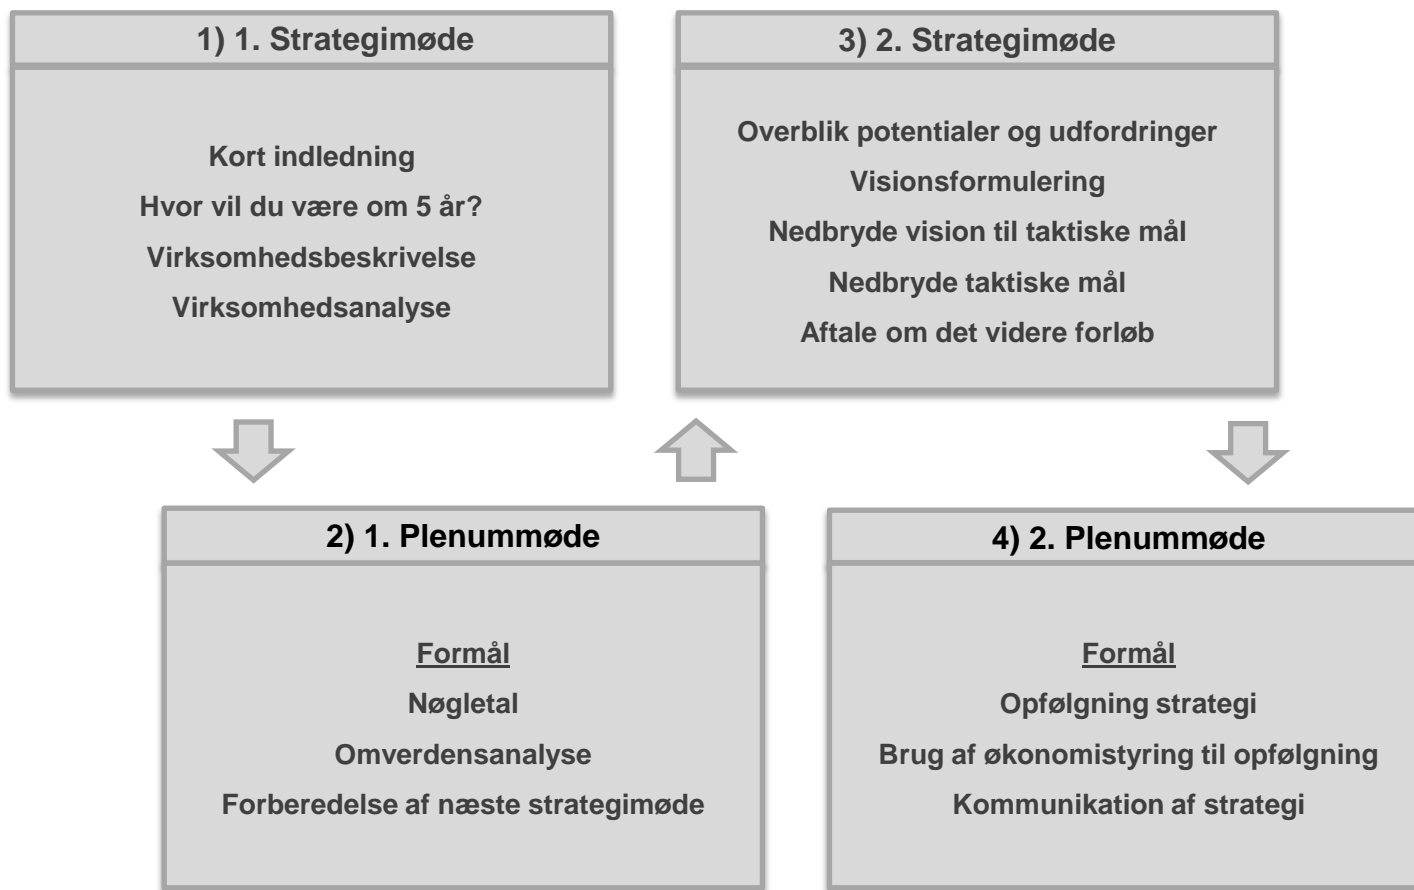 1) 1. Strategimøde
Kort indledning
Hvor vil du være om 5 år?
Virksomhedsbeskrivelse
Virksomhedsanalyse
2) 1. Plenummøde
Formål
Nøgletal
Omverdensanalyse
Forberedelse af næste strategimøde
3) 2. Strategimøde
Overblik potentialer og udfordringer
Visionsformulering
Nedbryde vision til taktiske mål
Nedbryde taktiske mål
Aftale om det videre forløb
4) 2. Plenummøde
Formål
Opfølgning strategi
Brug af økonomistyring til opfølgning
Kommunikation af strategi